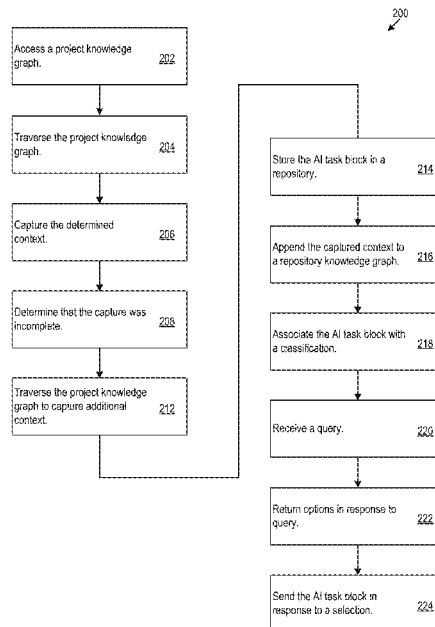 200
Access a project knowledge
graph.
202
Traverse the project knowledge
graph.
204
Capture the determined
context.
206
Determine that the capture was
incomplete.
208
Traverse the project knowledge
graph to capture additional
context.
212
Store the AI task block in a
repository.
214
Append the captured context to
a repository knowledge graph.
216
Associate the AI task block with
a classification.
218
Receive a query.
220
Return options in response to
query.
222
Send the AI task block in
response to a selection.
224